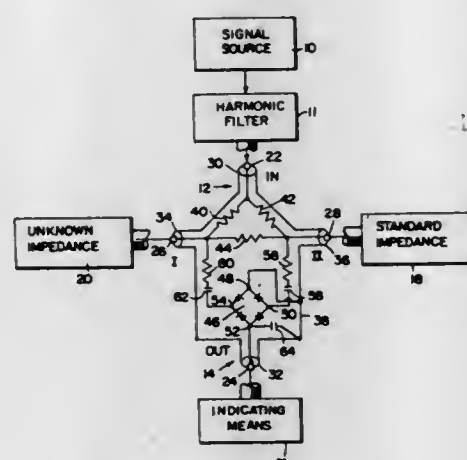 SIGNAL
SOURCE
10
HARMONIC
FILTER
11
22
30
IN
12
40
42
34
44
28
UNKNOWN
IMPEDANCE
20
26
I
II
36
STANDARD
IMPEDANCE
18
60
56
62
48
58
54
46
50
38
52
64
OUT
14
24
32
INDICATING
MEANS